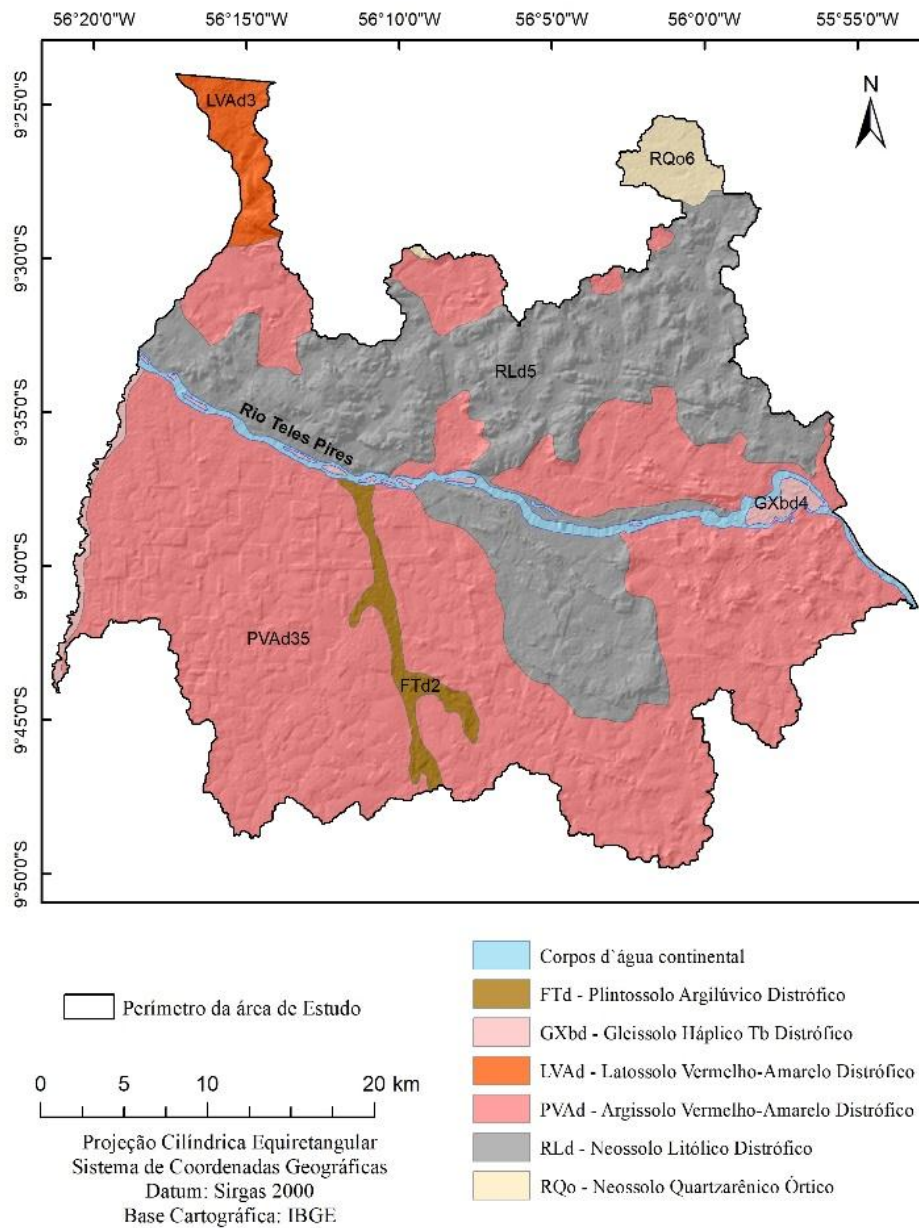 56°20'0"W 56°15'0"W 56°10'0"W 56°5'0"W 56°0'0"W 55°55'0"W
9°25'0"S
9°30'0"S
9°35'0"S
9°40'0"S
9°45'0"S
9°50'0"S
N
LVAd3
RQo6
RLd5
Rio Teles Pires
GXbd4
PVAd35
FTd2
Perímetro da área de Estudo
0 5 10 20 km
Projeção Cilíndrica Equiretangular
Sistema de Coordenadas Geográficas
Datum: Sirgas 2000
Base Cartográfica: IBGE
Corpos d`água continental
FTd - Plintossolo Argilúvico Distrófico
GXbd - Gleissolo Háplico Tb Distrófico
LVAd - Latossolo Vermelho-Amarelo Distrófico
PVAd - Argissolo Vermelho-Amarelo Distrófico
RLd - Neossolo Litólico Distrófico
RQo - Neossolo Quartzarênico Órtico